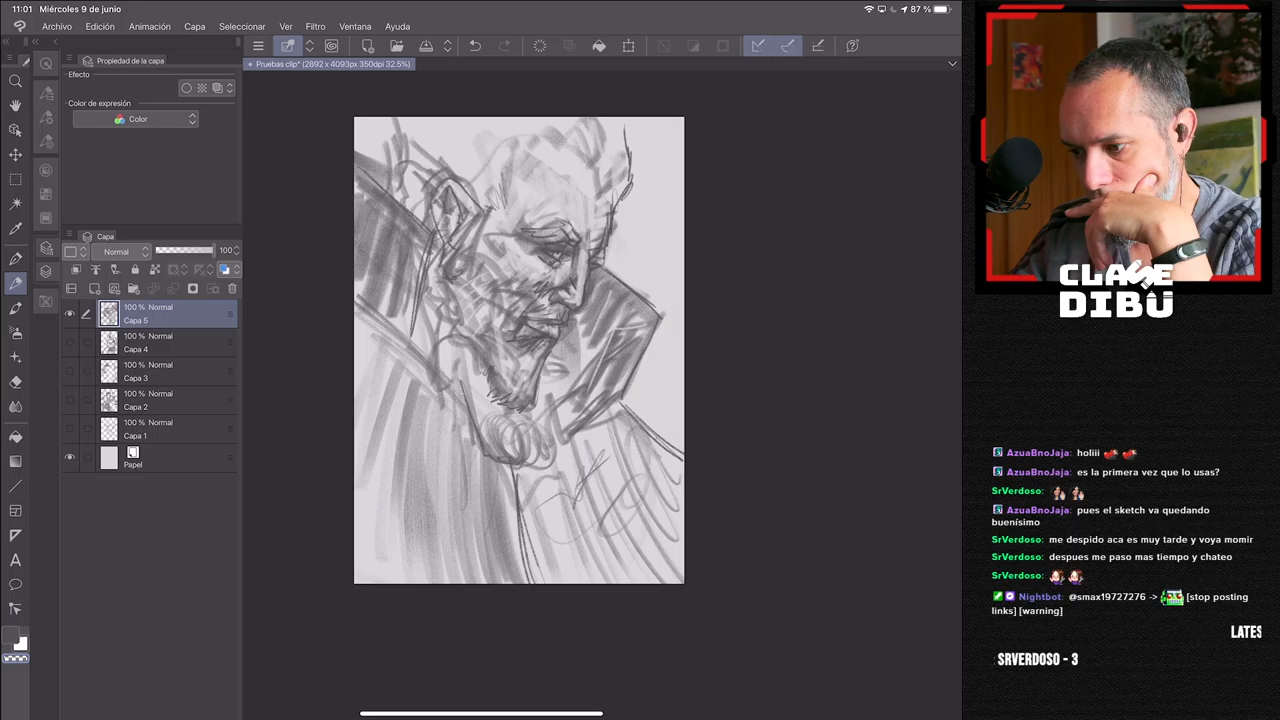 11:01 Miércoles 9 de junio
87 %
Archivo Edición Animación Capa Seleccionar Ver Filtro Ventana Ayuda
Pruebas clip* (2892 x 4093px 350dpi 32.5%)
Propiedad de la capa
Efecto
Color de expresión
Color
Capa
Normal 100
100 % Normal
Capa 5
100 % Normal
Capa 4
100 % Normal
Capa 3
100 % Normal
Capa 2
100 % Normal
Capa 1
Papel
CLASE
DIBU
AzuaBnoJaja: holiii
AzuaBnoJaja: es la primera vez que lo usas?
SrVerdoso:
AzuaBnoJaja: pues el sketch va quedando
buenísimo
SrVerdoso: me despido aca es muy tarde y voya momir
SrVerdoso: despues me paso mas tiempo y chateo
SrVerdoso:
Nightbot: @smax19727276 -> [stop posting
links] [warning]
LATES
SRVERDOSO - 3